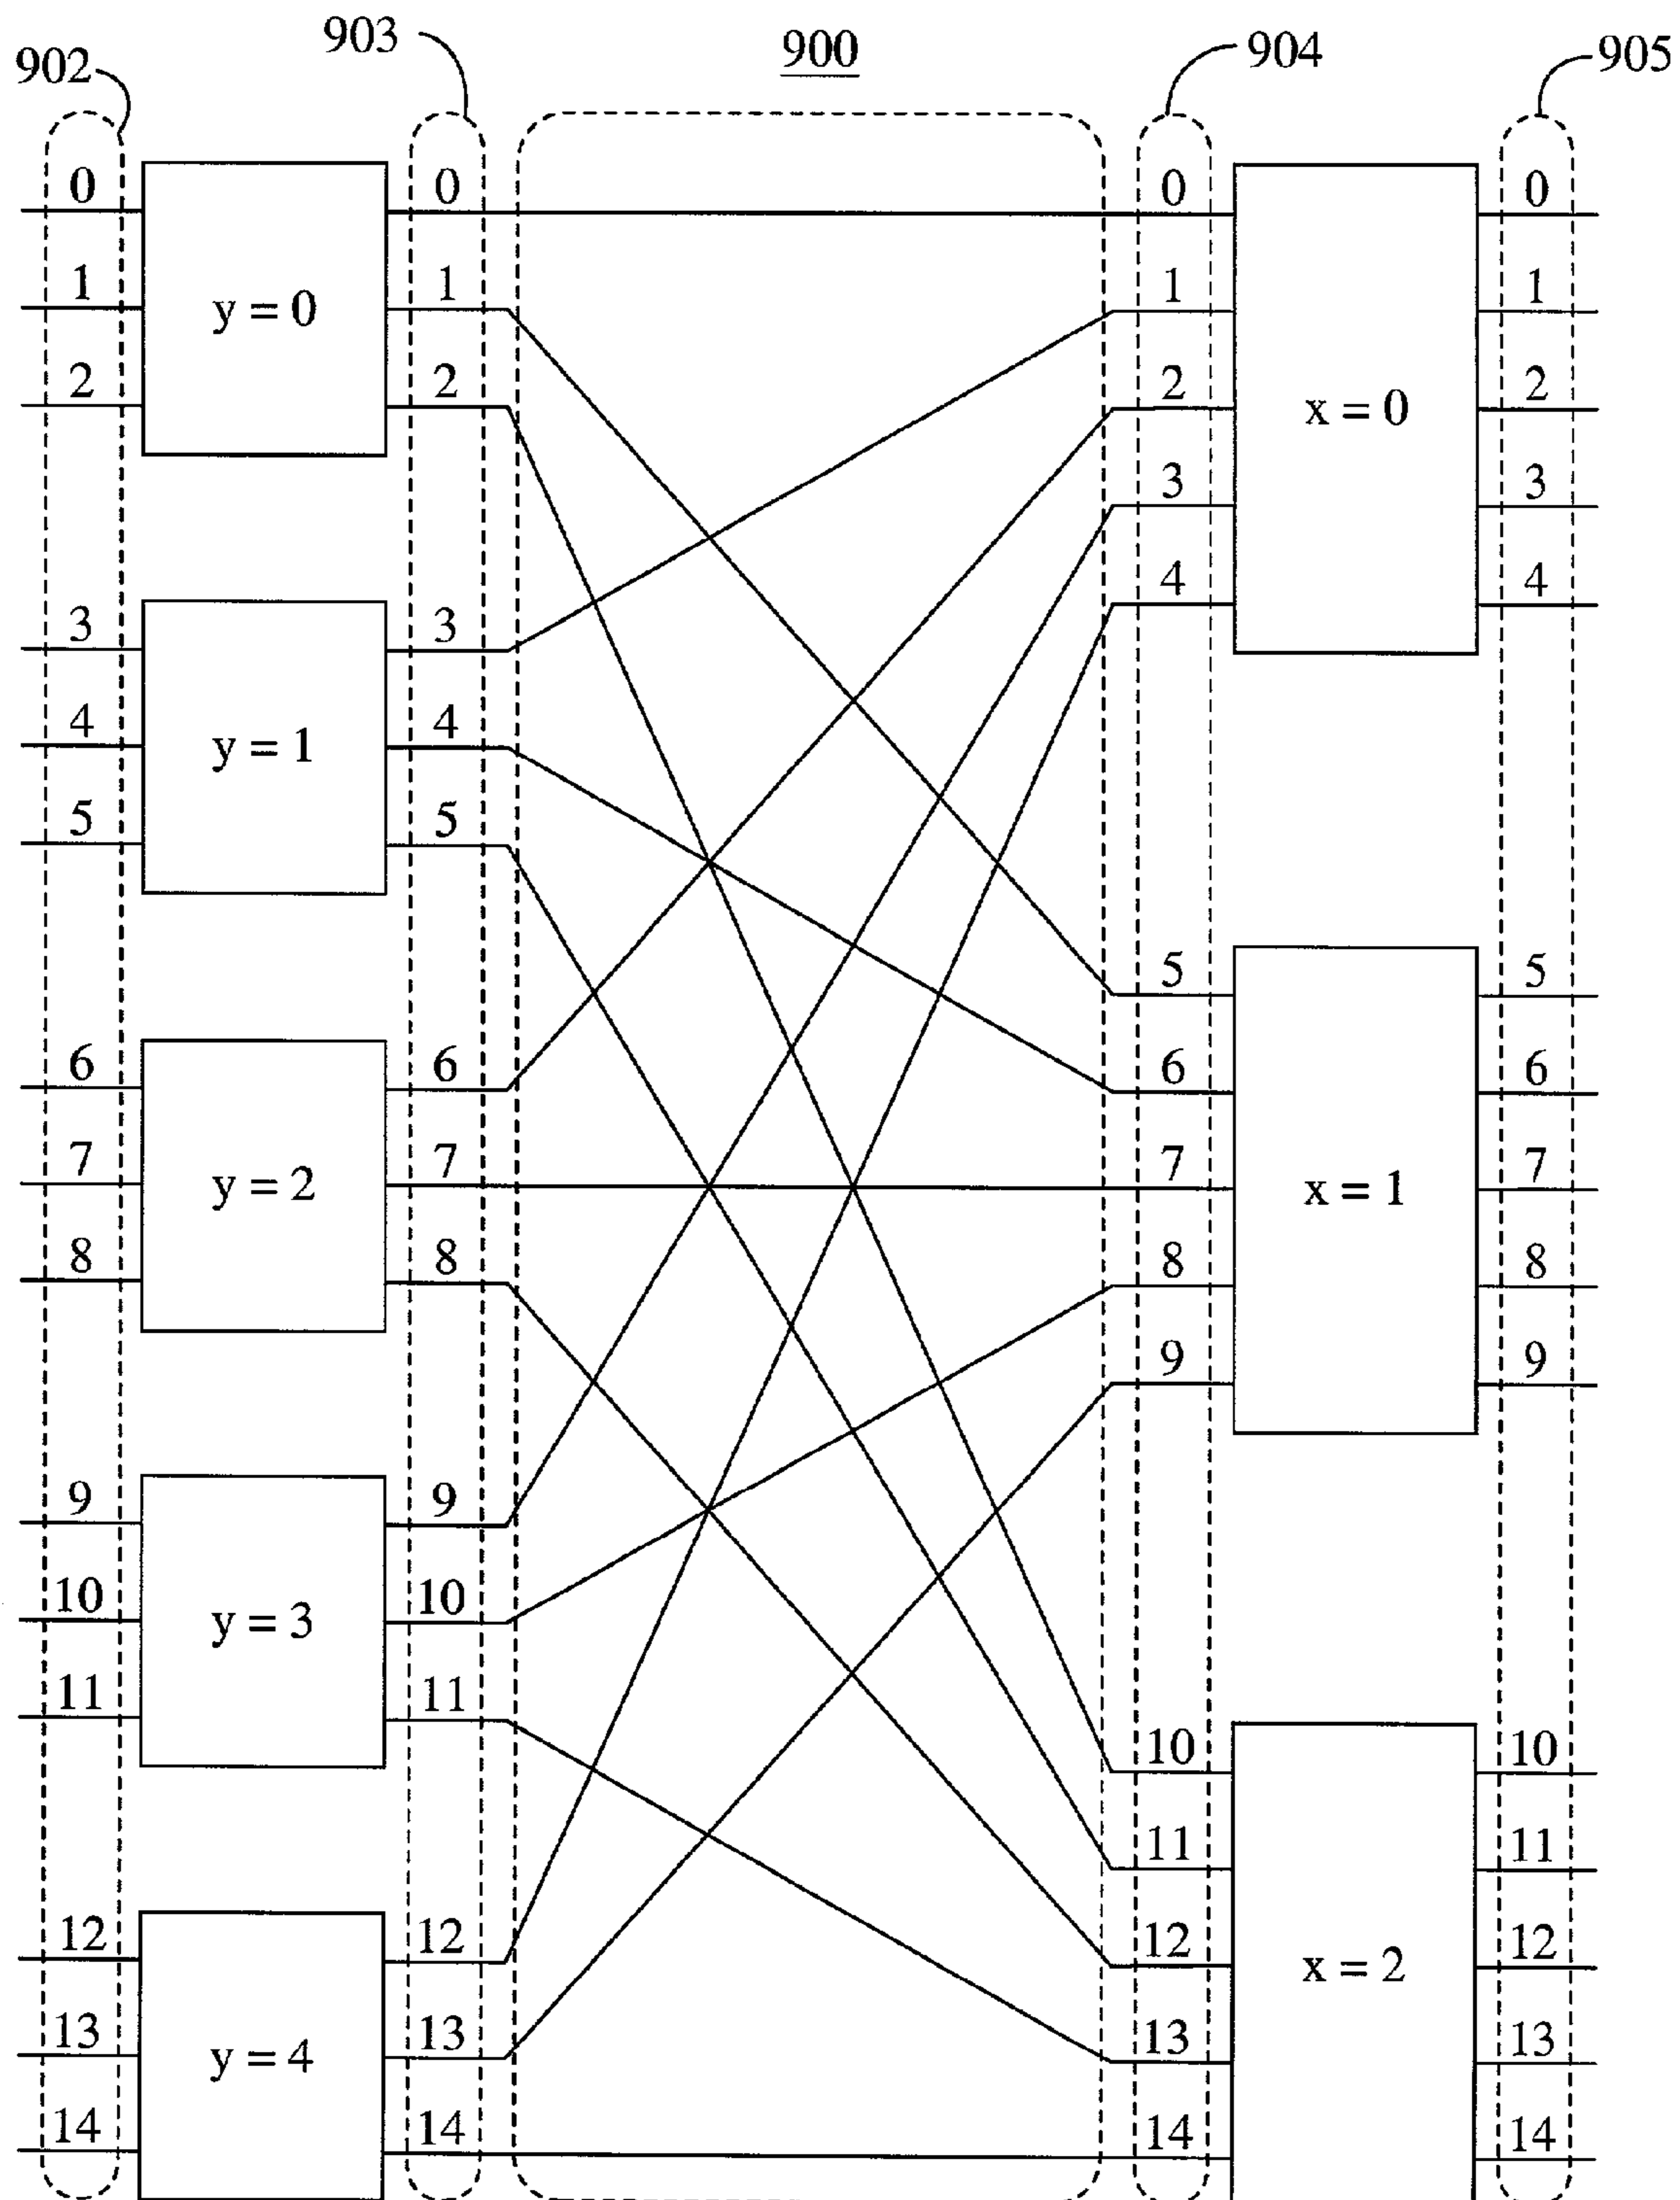 902 903 900 904 905
0 0 0 0
1 y = 0 1 1 1
2 2 2 x = 0 2
3 3
4 4
3 3
4 y = 1 4
5 5
5 5
6 6 6 6
7 y = 2 7 7 x = 1 7
8 8 8 8
9 9
9 9
10 y = 3 10
11 11
10 10
11 11
12 12 12 x = 2 12
13 y = 4 13 13 13
14 14 14 14